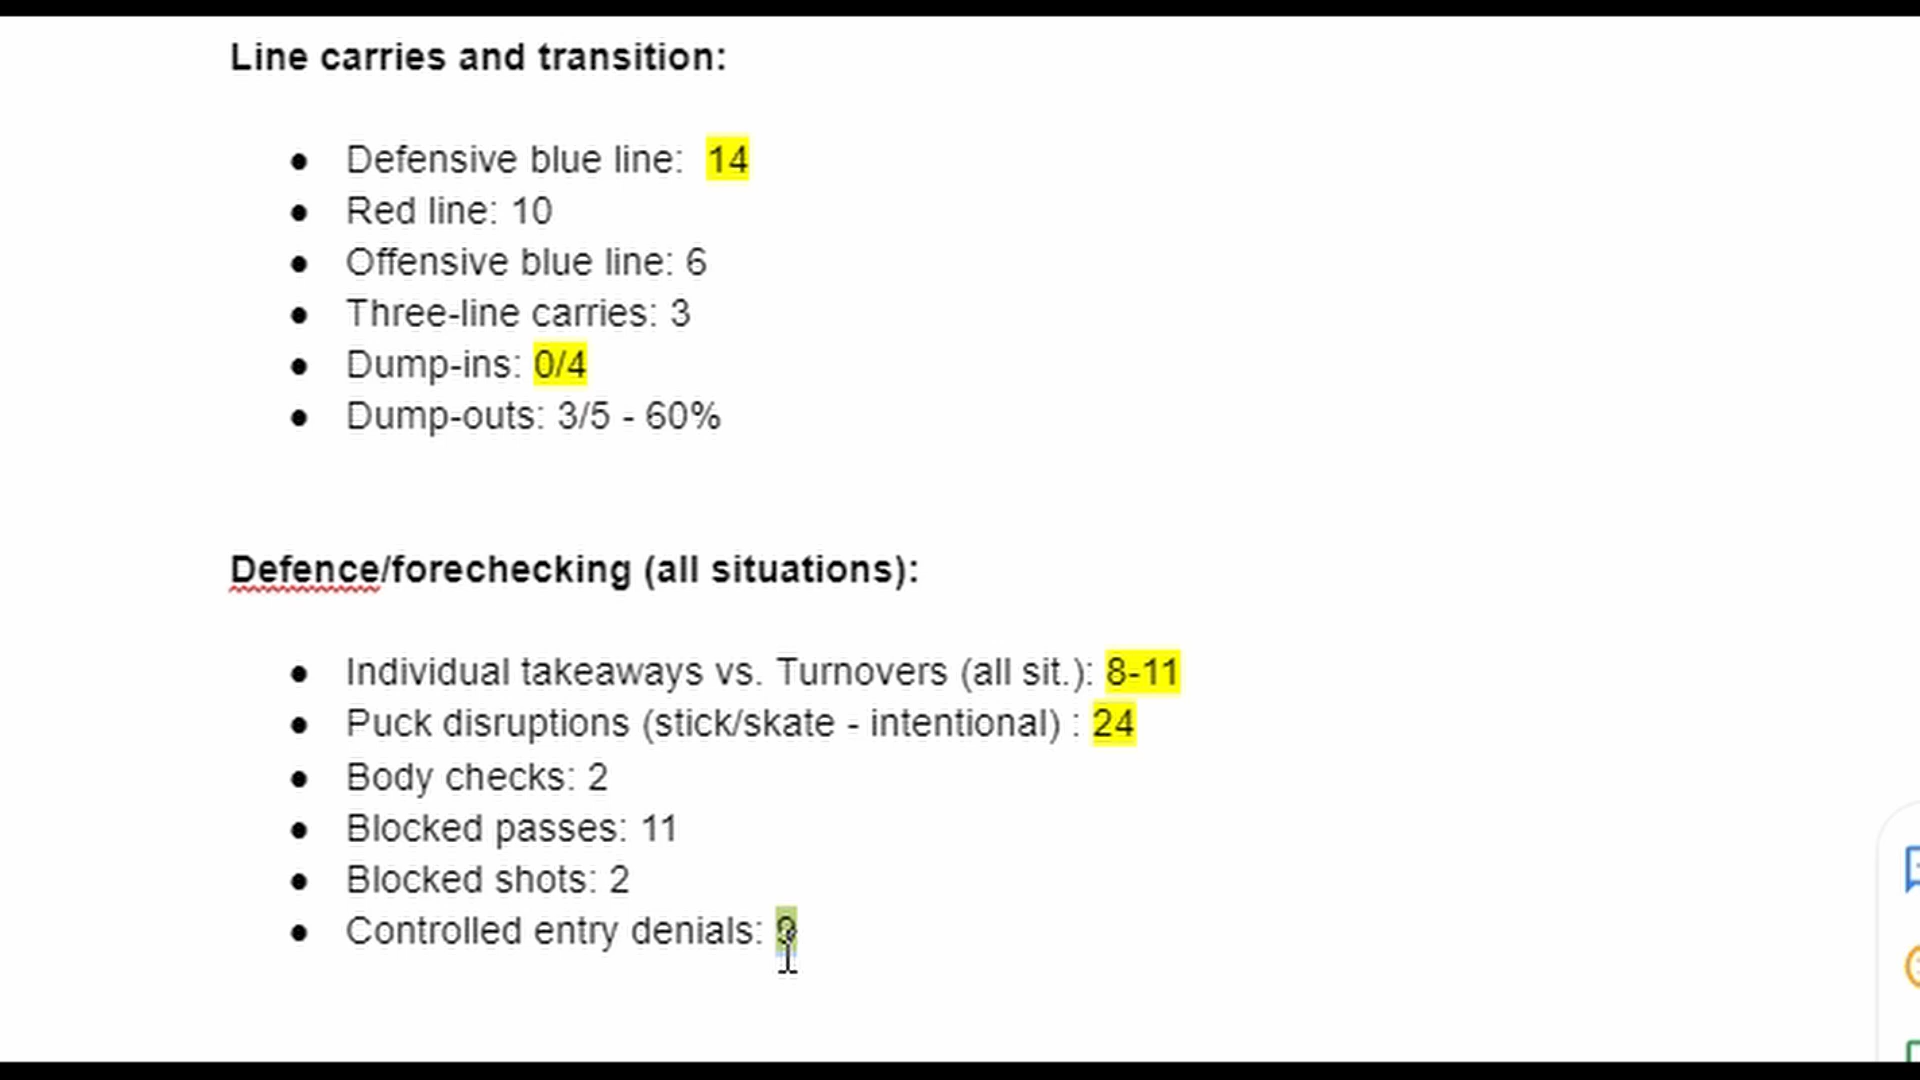 Line carries and transition:
● Defensive blue line: 14
● Red line: 10
● Offensive blue line: 6
● Three-line carries: 3
● Dump-ins: 0/4
● Dump-outs: 3/5 - 60%
Defence/forechecking (all situations):
● Individual takeaways vs. Turnovers (all sit.): 8-11
● Puck disruptions (stick/skate - intentional) : 24
● Body checks: 2
● Blocked passes: 11
● Blocked shots: 2
● Controlled entry denials: